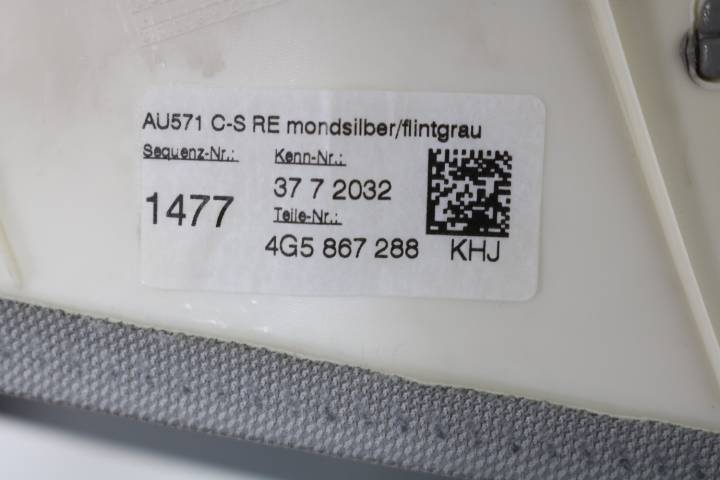 AU571 C-S RE mondsilber/flintgrau
Sequenz-Nr.: Kenn-Nr.:
1477 37 7 2032
Teile-Nr.:
4G5 867 288 KHJ